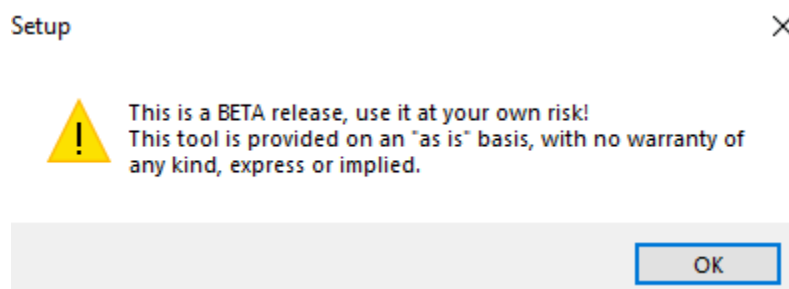 Setup
This is a BETA release, use it at your own risk!
This tool is provided on an "as is" basis, with no warranty of
any kind, express or implied.
OK